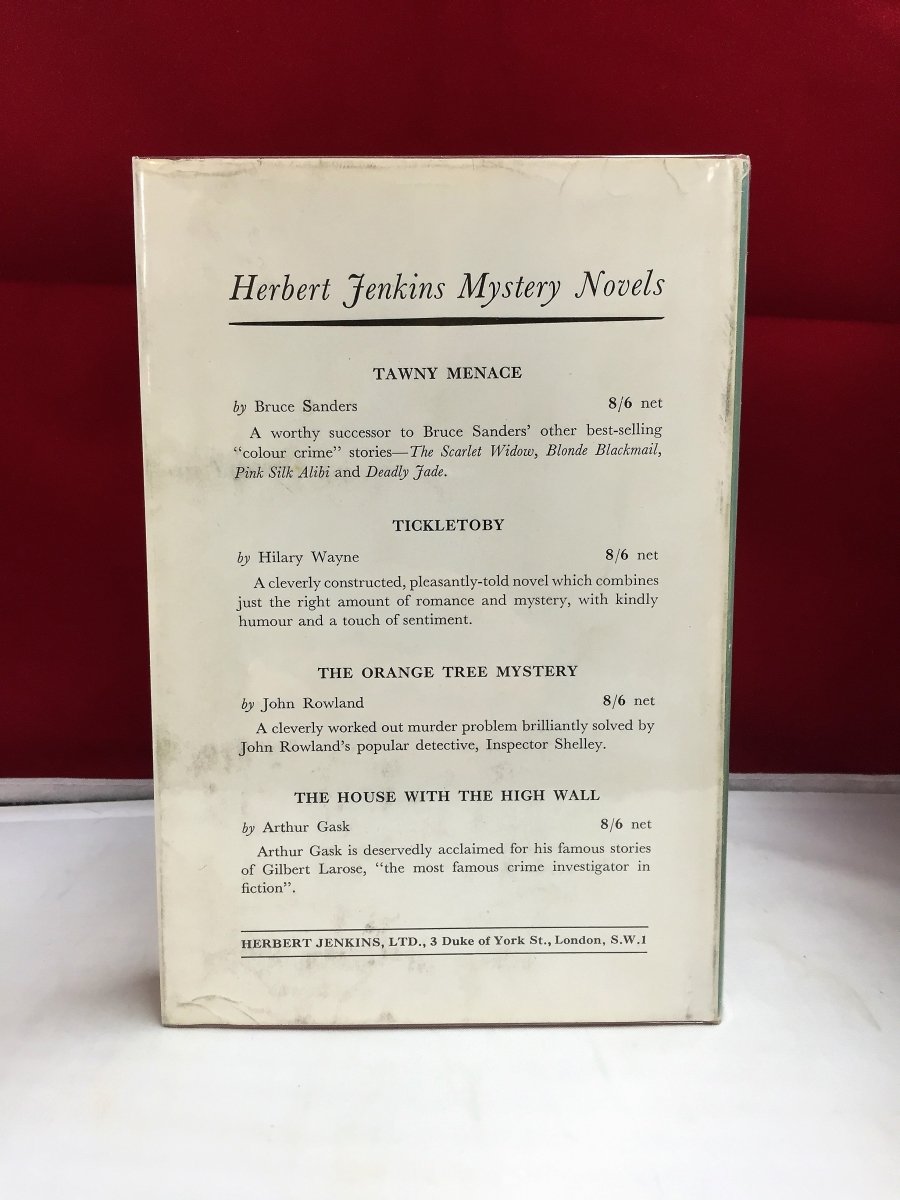 Herbert Jenkins Mystery Novels
TAWNY MENACE
by Bruce Sanders 8/6 net
A worthy successor to Bruce Sanders' other best-selling
"colour crime" stories—The Scarlet Widow, Blonde Blackmail,
Pink Silk Alibi and Deadly Jade.
TICKLETOBY
by Hilary Wayne 8/6 net
A cleverly constructed, pleasantly-told novel which combines
just the right amount of romance and mystery, with kindly
humour and a touch of sentiment.
THE ORANGE TREE MYSTERY
by John Rowland 8/6 net
A cleverly worked out murder problem brilliantly solved by
John Rowland's popular detective, Inspector Shelley.
THE HOUSE WITH THE HIGH WALL
by Arthur Gask 8/6 net
Arthur Gask is deservedly acclaimed for his famous stories
of Gilbert Larose, "the most famous crime investigator in
fiction".
HERBERT JENKINS, LTD., 3 Duke of York St., London, S.W.1